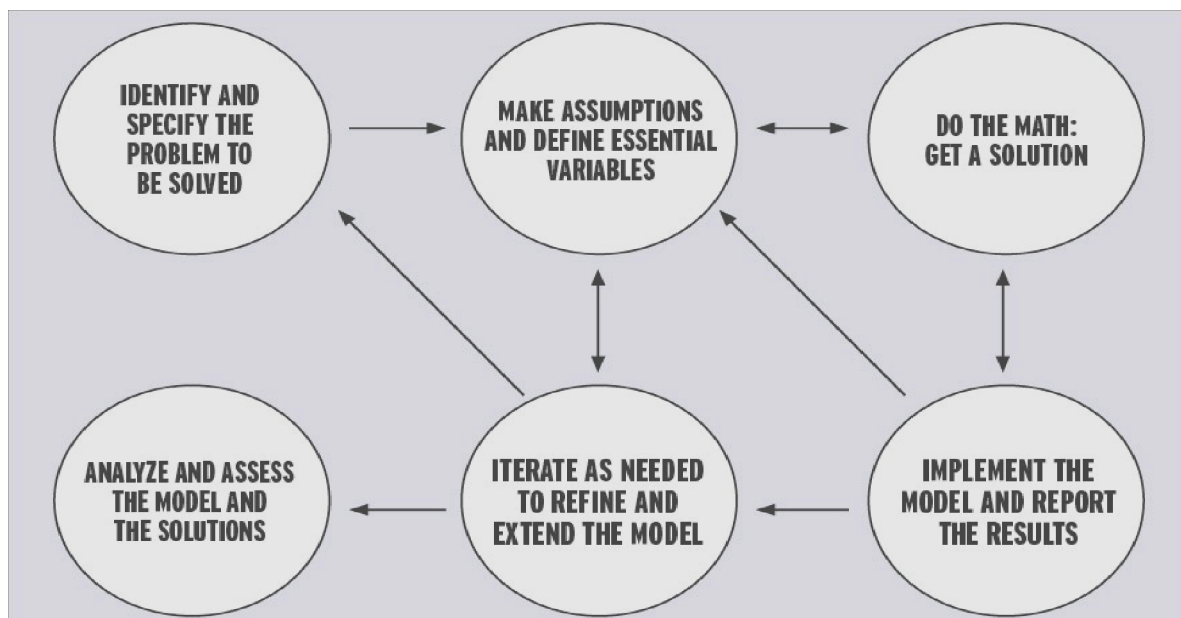 IDENTIFY AND
SPECIFY THE
PROBLEM TO
BE SOLVED
MAKE ASSUMPTIONS
AND DEFINE ESSENTIAL
VARIABLES
DO THE MATH:
GET A SOLUTION
ANALYZE AND ASSESS
THE MODEL AND
THE SOLUTIONS
ITERATE AS NEEDED
TO REFINE AND
EXTEND THE MODEL
IMPLEMENT THE
MODEL AND REPORT
THE RESULTS